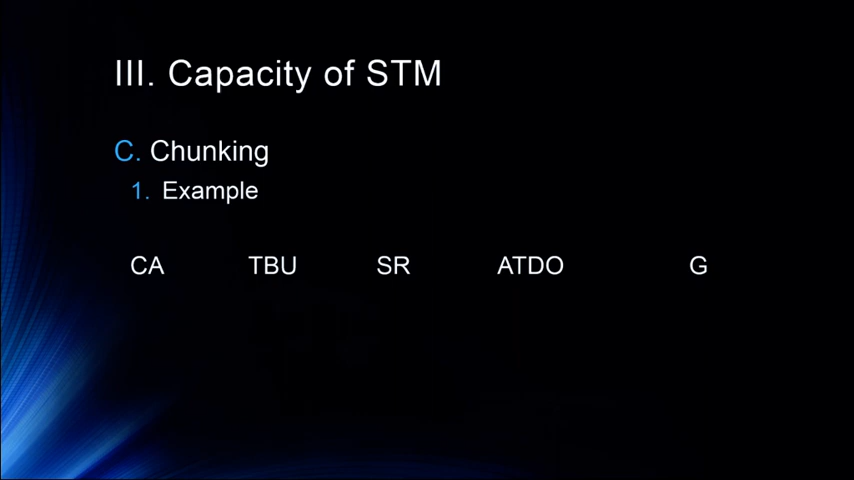 III. Capacity of STM
C. Chunking
1. Example
CA TBU SR ATDO G